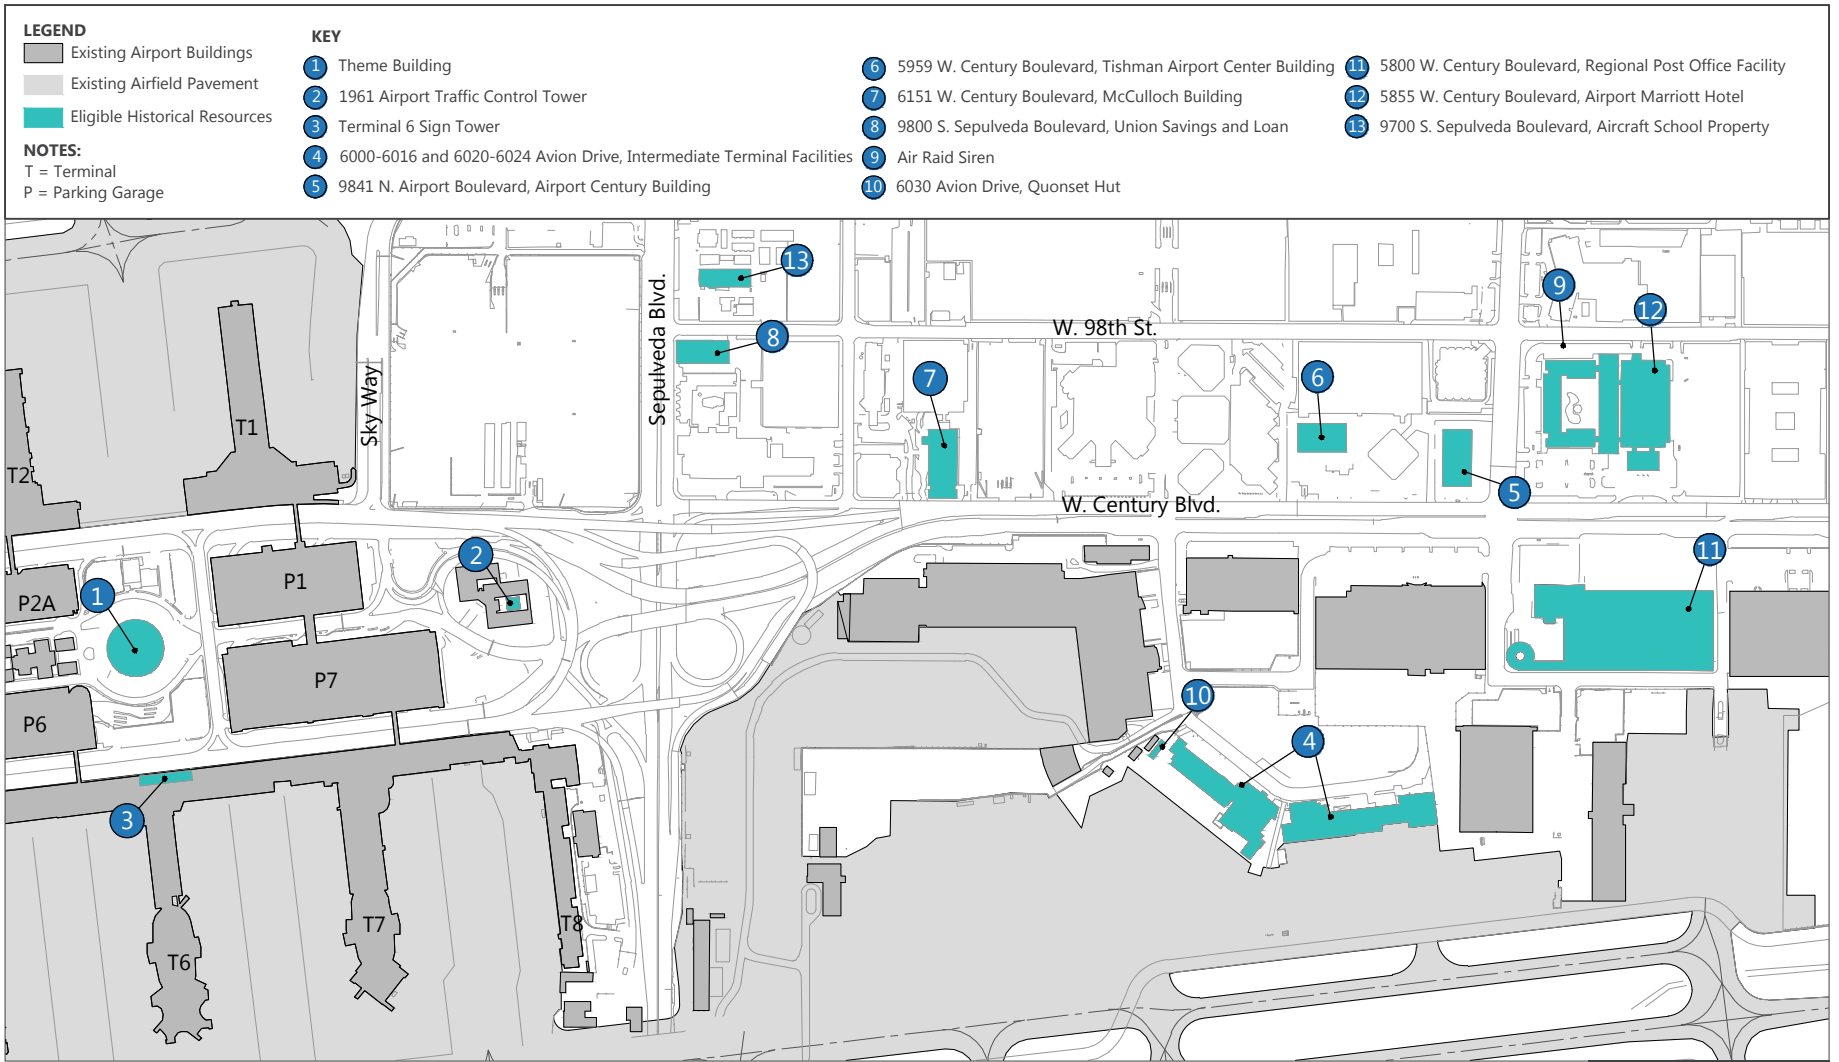 LEGEND
Existing Airport Buildings
Existing Airfield Pavement
Eligible Historical Resources
NOTES:
T = Terminal
P = Parking Garage
KEY
1 Theme Building
2 1961 Airport Traffic Control Tower
3 Terminal 6 Sign Tower
4 6000-6016 and 6020-6024 Avion Drive, Intermediate Terminal Facilities
5 9841 N. Airport Boulevard, Airport Century Building
6 5959 W. Century Boulevard, Tishman Airport Center Building
7 6151 W. Century Boulevard, McCulloch Building
8 9800 S. Sepulveda Boulevard, Union Savings and Loan
9 Air Raid Siren
10 6030 Avion Drive, Quonset Hut
11 5800 W. Century Boulevard, Regional Post Office Facility
12 5855 W. Century Boulevard, Airport Marriott Hotel
13 9700 S. Sepulveda Boulevard, Aircraft School Property
13
9
12
8
W. 98th St.
Sepulveda Blvd.
Sky Way
7
6
T1
T2
5
W. Century Blvd.
2
11
P1
P2A
1
P7
10
P6
4
3
T7
T8
T6